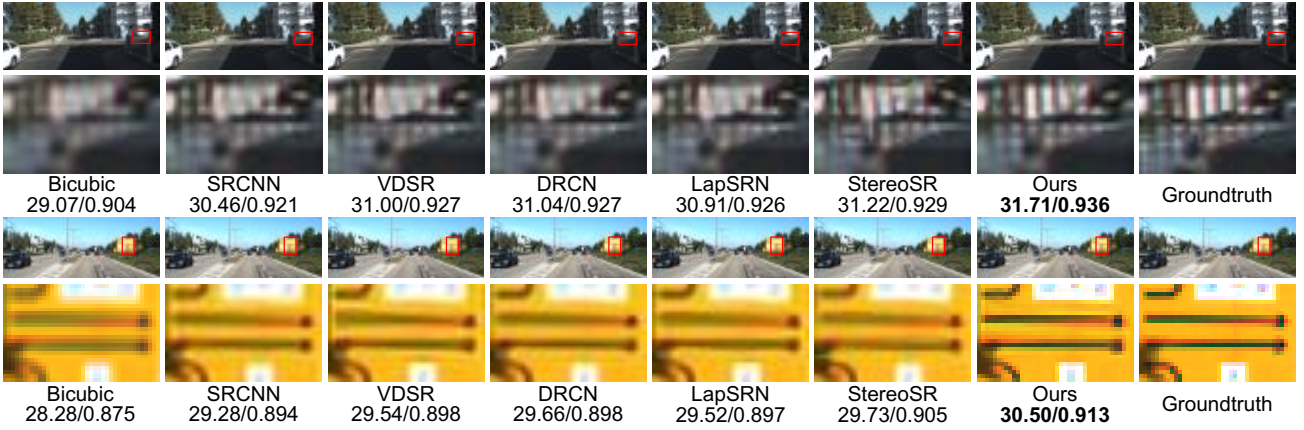 Bicubic SRCNN VDSR DRCN LapSRN StereoSR Ours Groundtruth
29.07/0.904 30.46/0.921 31.00/0.927 31.04/0.927 30.91/0.926 31.22/0.929 31.71/0.936
Bicubic SRCNN VDSR DRCN LapSRN StereoSR Ours Groundtruth
28.28/0.875 29.28/0.894 29.54/0.898 29.66/0.898 29.52/0.897 29.73/0.905 30.50/0.913